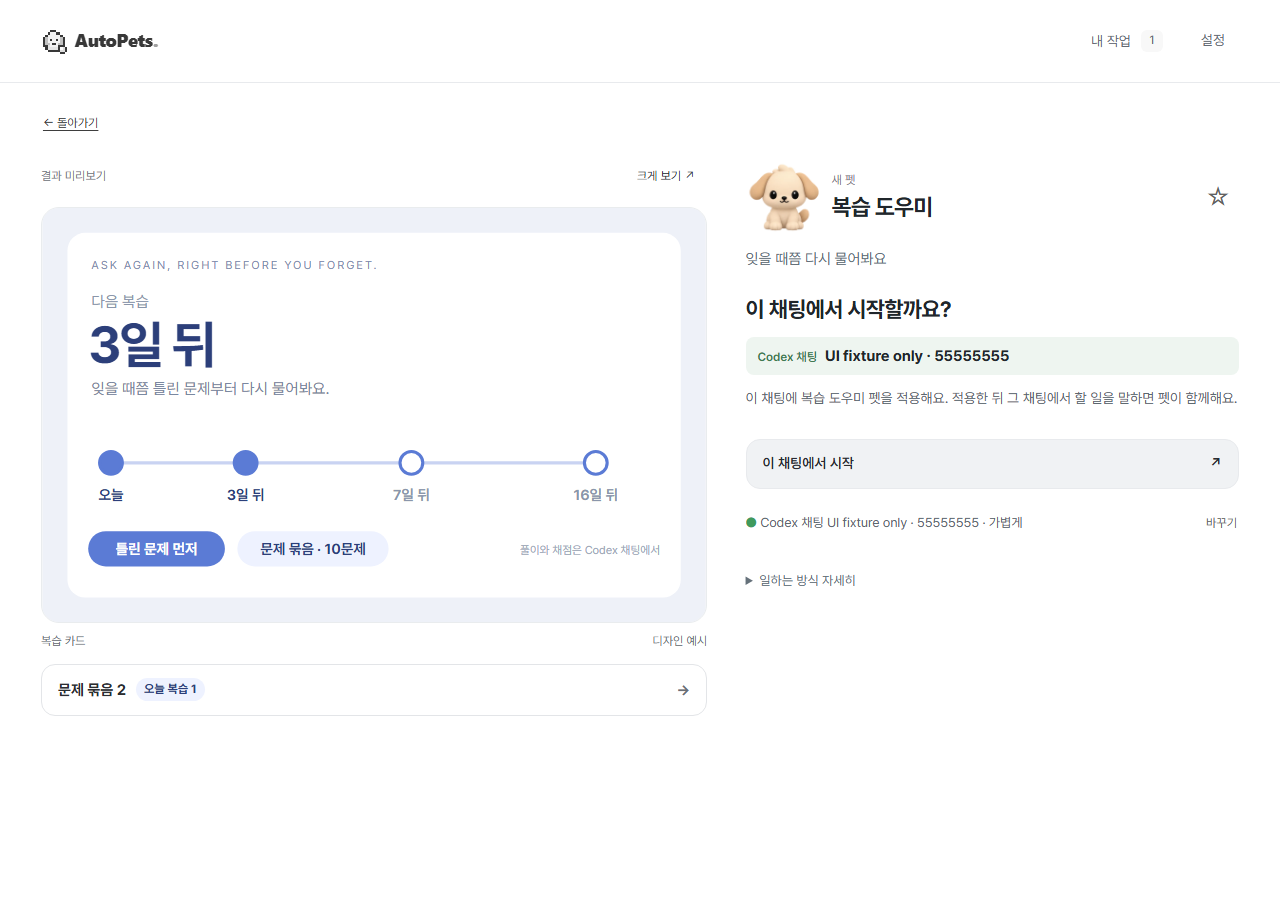 AutoPets.
내 작업 1 설정
← 돌아가기
결과 미리보기 크게 보기 ↗
ASK AGAIN, RIGHT BEFORE YOU FORGET.
다음 복습
3일 뒤
잊을 때쯤 틀린 문제부터 다시 물어봐요.
오늘 3일 뒤 7일 뒤 16일 뒤
틀린 문제 먼저 문제 묶음 · 10문제 풀이와 채점은 Codex 채팅에서
복습 카드 디자인 예시
문제 묶음 2 오늘 복습 1 →
새 펫
복습 도우미
잊을 때쯤 다시 물어봐요
이 채팅에서 시작할까요?
Codex 채팅 UI fixture only · 55555555
이 채팅에 복습 도우미 펫을 적용해요. 적용한 뒤 그 채팅에서 할 일을 말하면 펫이 함께해요.
이 채팅에서 시작 ↗
Codex 채팅 UI fixture only · 55555555 · 가볍게 바꾸기
▶ 일하는 방식 자세히